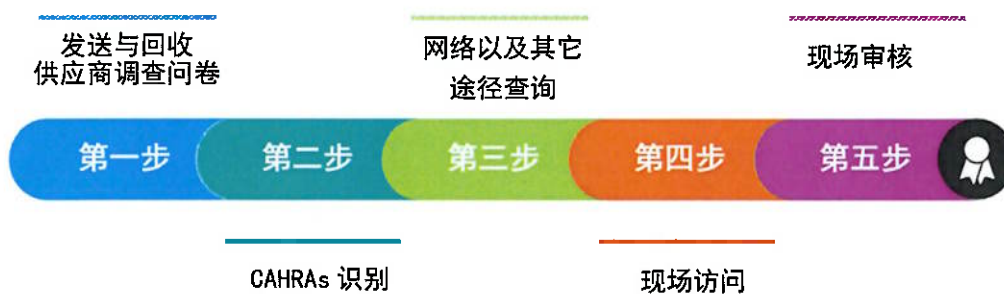 发送与回收
供应商调查问卷
网络以及其它
途径查询
现场审核
第一步
第二步
第三步
第四步
第五步
CAHRAs 识别
现场访问